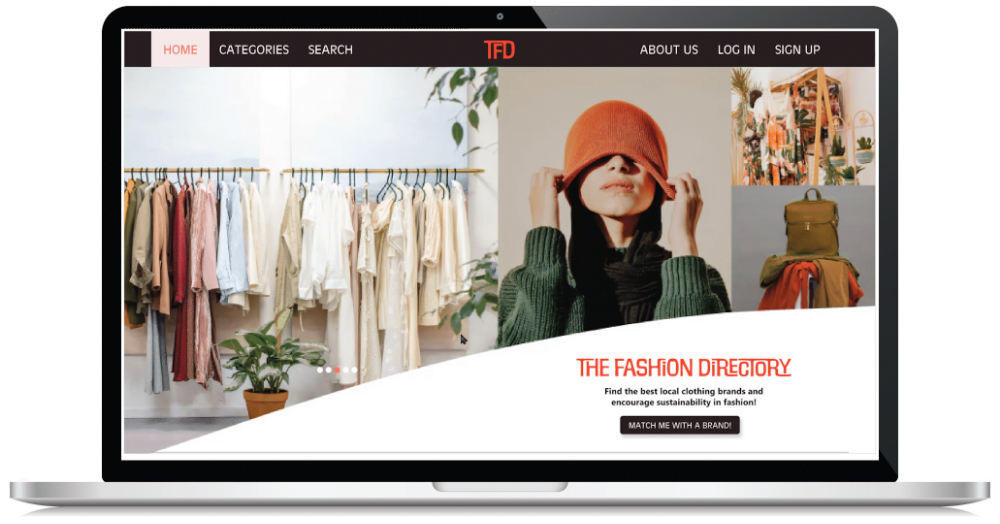 HOME CATEGORIES SEARCH TFD ABOUT US LOG IN SIGN UP
THE FASHION DIRECTORY
Find the best local clothing brands and
encourage sustainability in fashion!
MATCH ME WITH A BRAND!